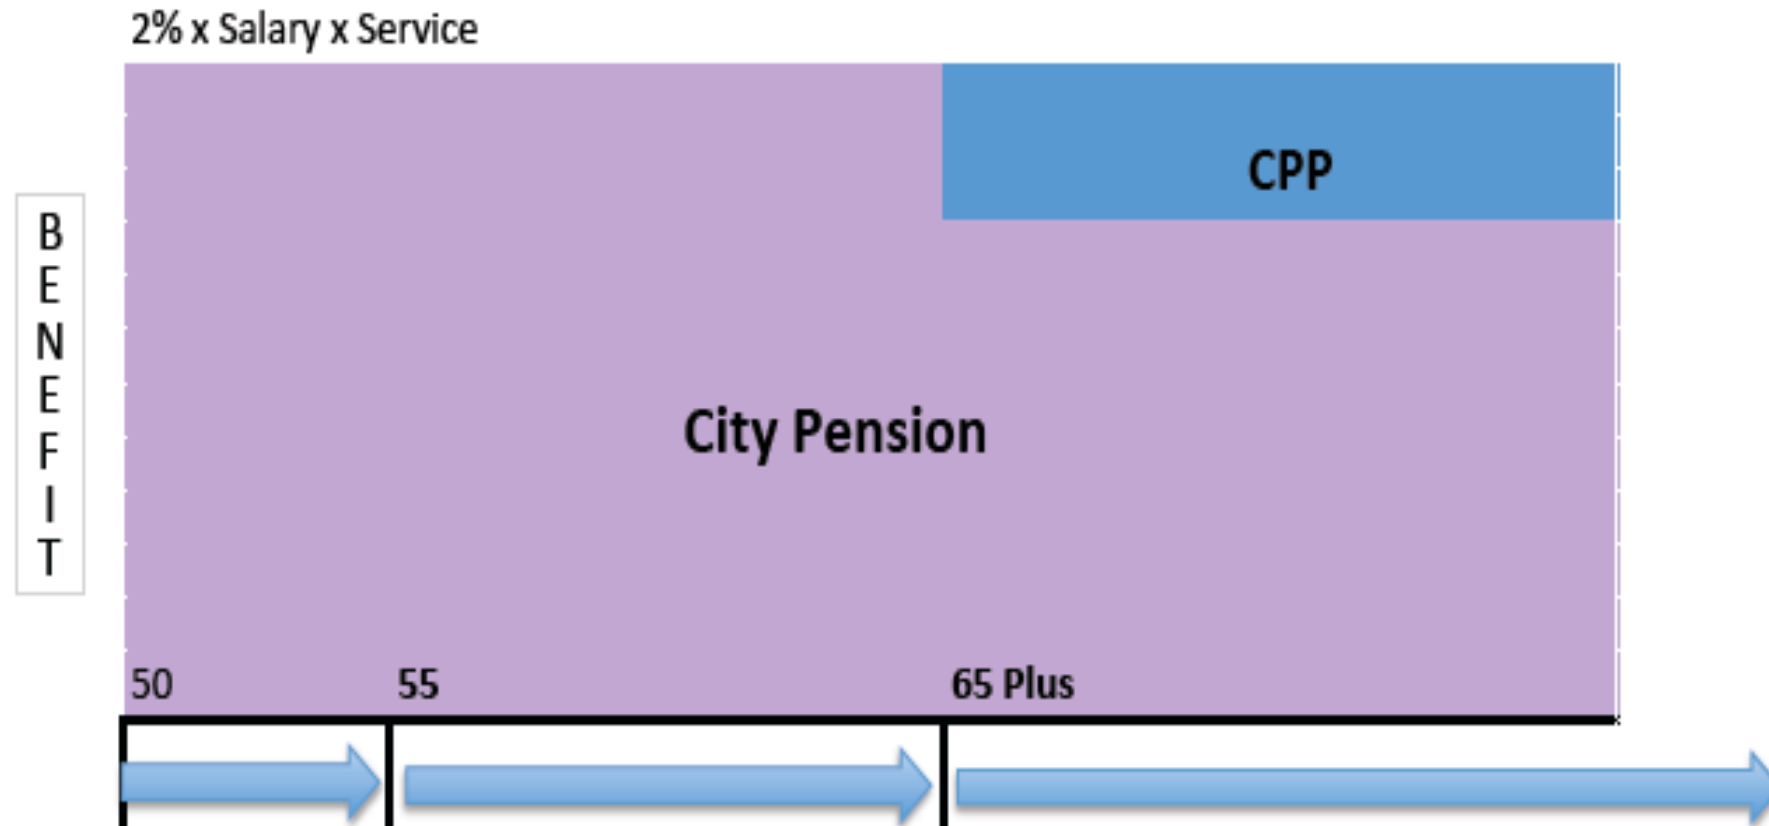 2% x Salary x Service
CPP
B
E
N
E
F
I
T
City Pension
50 55 65 Plus